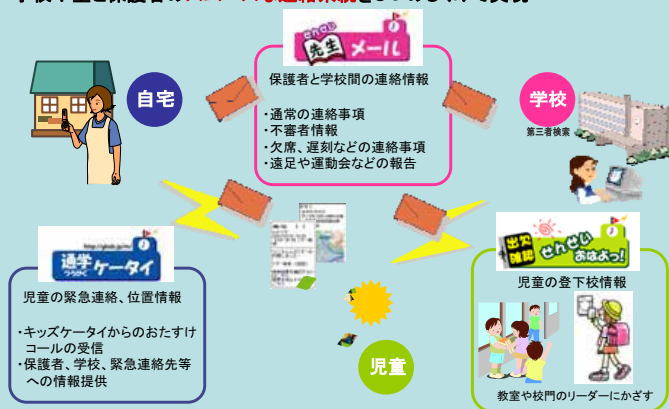 せんせい
先生
メール
保護者と学校間の連絡情報
・通常の連絡事項
・不審者情報
・欠席、遅刻などの連絡事項
・遠足や運動会などの報告
自宅
学校
第三者検索
通学
つうがく
ケータイ
児童の緊急連絡、位置情報
・キッズケータイからのおたすけ
コールの受信
・保護者、学校、緊急連絡先等
への情報提供
児童
出欠
確認
せんせい
おはよっ!
児童の登下校情報
教室や校門のリーダーにかざす